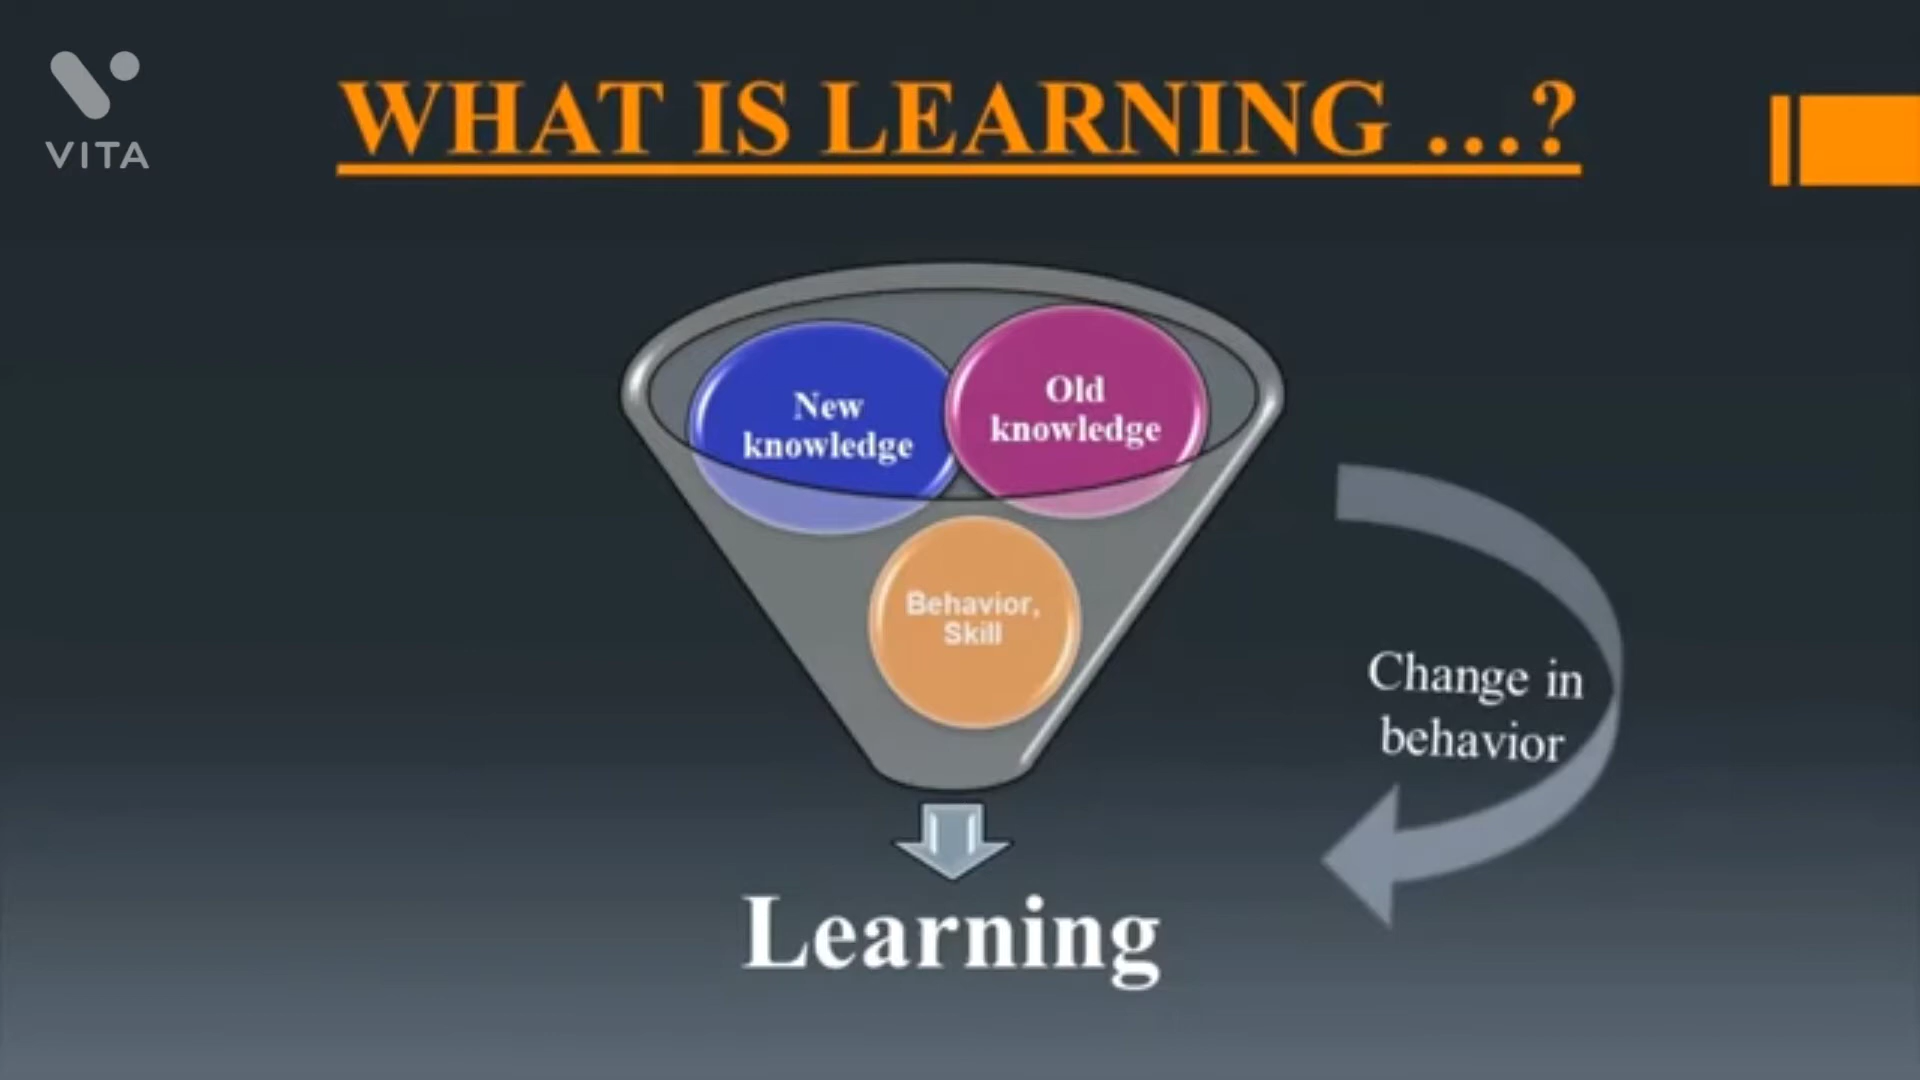 VITA
WHAT IS LEARNING ...?
New
knowledge
Old
knowledge
Behavior,
Skill
Change in
behavior
Learning